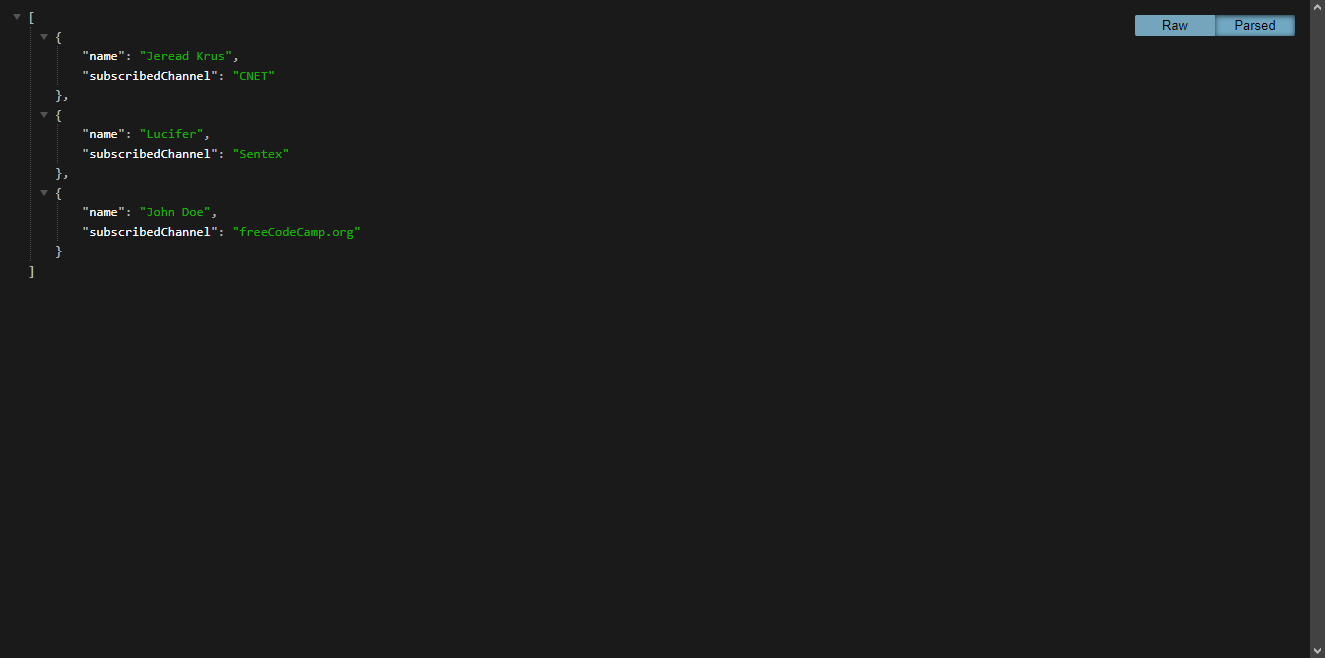 [
Raw Parsed
{
"name": "Jeread Krus",
"subscribedChannel": "CNET"
},
{
"name": "Lucifer",
"subscribedChannel": "Sentex"
},
{
"name": "John Doe",
"subscribedChannel": "freeCodeCamp.org"
}
]